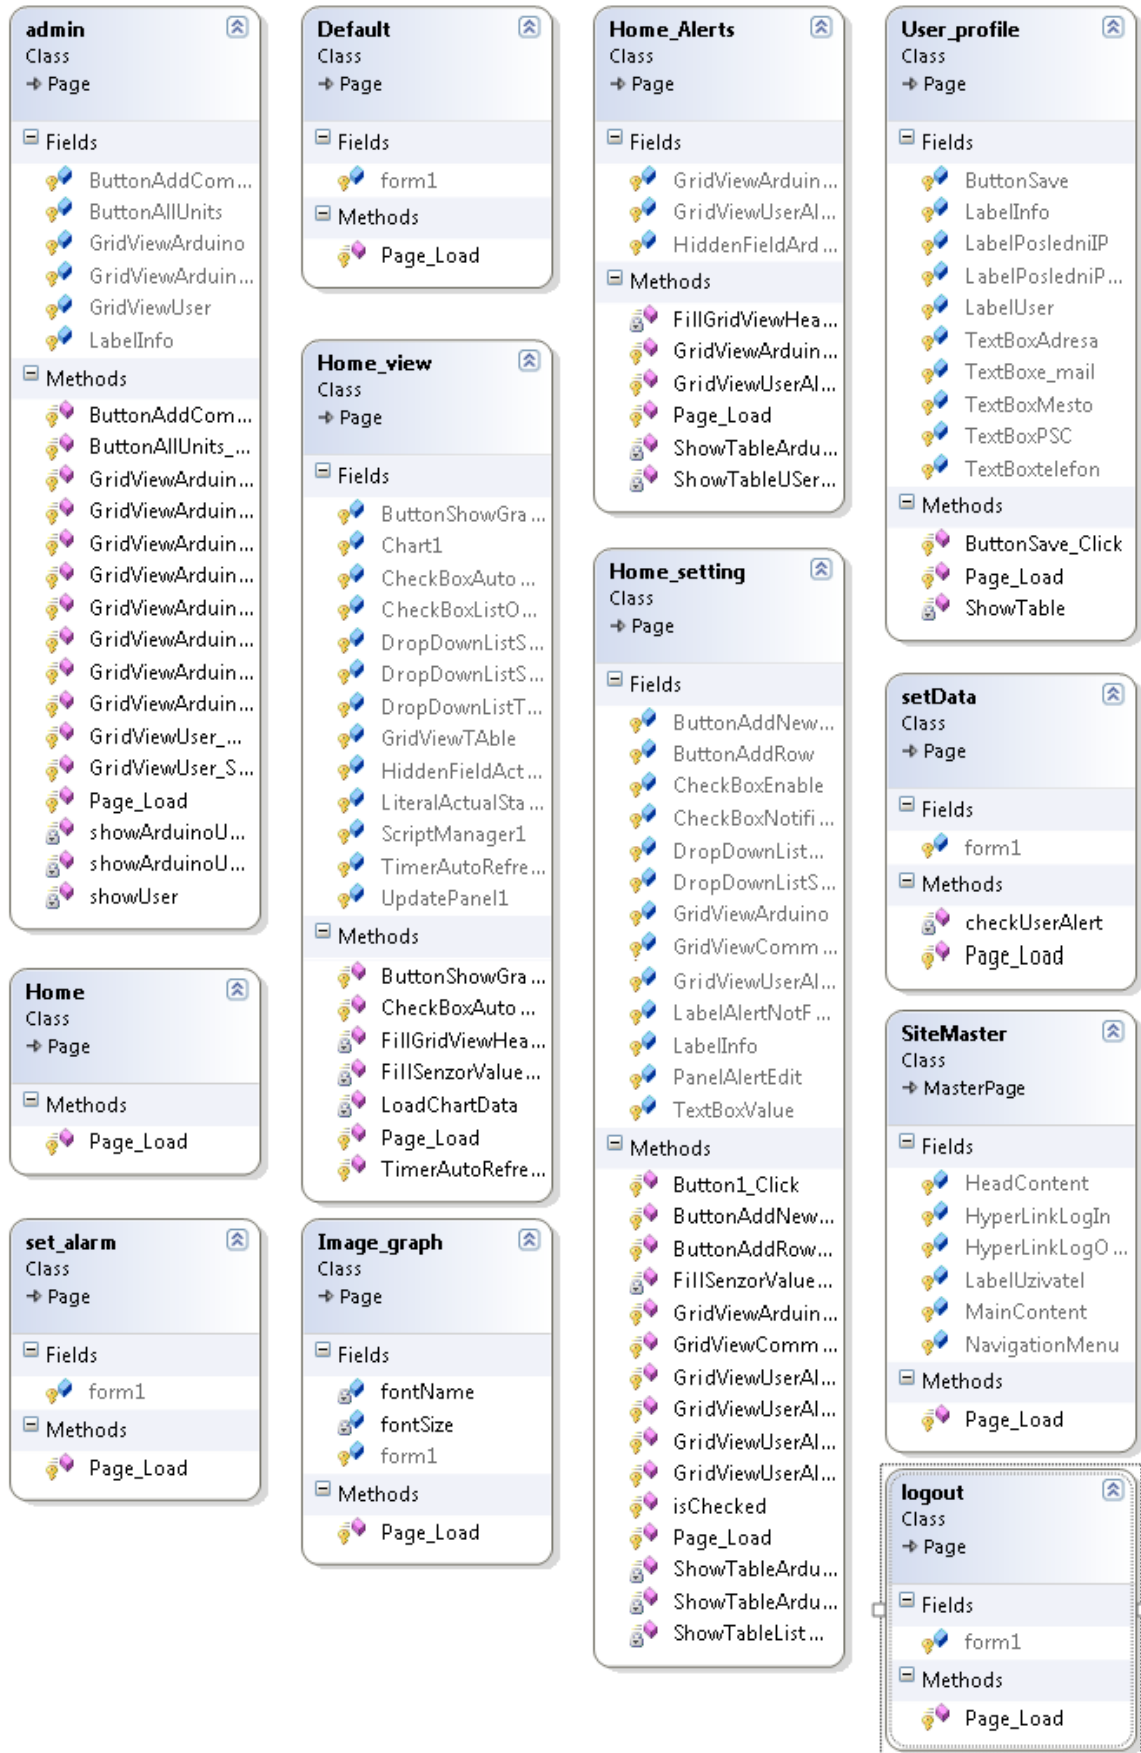 admin
Class
Page
Fields
ButtonAddCom...
ButtonAllUnits
GridViewArduino
GridViewArduin...
GridViewUser
LabelInfo
Methods
ButtonAddCom...
ButtonAllUnits_...
GridViewArduin...
GridViewArduin...
GridViewArduin...
GridViewArduin...
GridViewArduin...
GridViewArduin...
GridViewArduin...
GridViewArduin...
GridViewUser_...
GridViewUser_S...
Page_Load
showArduinoU...
showArduinoU...
showUser
Home
Class
Page
Methods
Page_Load
set_alarm
Class
Page
Fields
form1
Methods
Page_Load
Default
Class
Page
Fields
form1
Methods
Page_Load
Home_view
Class
Page
Fields
ButtonShowGra...
Chart1
CheckBoxAuto...
CheckBoxListO...
DropDownListS...
DropDownListS...
DropDownListT...
GridViewTAble
HiddenFieldAct...
LiteralActualSta...
ScriptManager1
TimerAutoRefre...
UpdatePanel1
Methods
ButtonShowGra...
CheckBoxAuto...
FillGridViewHea...
FillSenzorValue...
LoadChartData
Page_Load
TimerAutoRefre...
Image_graph
Class
Page
Fields
fontName
fontSize
form1
Methods
Page_Load
Home_Alerts
Class
Page
Fields
GridViewArduin...
GridViewUserAl...
HiddenFieldArd...
Methods
FillGridViewHea...
GridViewArduin...
GridViewUserAl...
Page_Load
ShowTableArdu...
ShowTableUSer...
Home_setting
Class
Page
Fields
ButtonAddNew...
ButtonAddRow
CheckBoxEnable
CheckBoxNotifi...
DropDownList...
DropDownListS...
GridViewArduino
GridViewComm...
GridViewUserAl...
LabelAlertNotF...
LabelInfo
PanelAlertEdit
TextBoxValue
Methods
Button1_Click
ButtonAddNew...
ButtonAddRow...
FillSenzorValue...
GridViewArduin...
GridViewComm...
GridViewUserAl...
GridViewUserAl...
GridViewUserAl...
GridViewUserAl...
isChecked
Page_Load
ShowTableArdu...
ShowTableArdu...
ShowTableList...
User_profile
Class
Page
Fields
ButtonSave
LabelInfo
LabelPosledniIP
LabelPosledniP...
LabelUser
TextBoxAdresa
TextBoxe_mail
TextBoxMesto
TextBoxPSC
TextBoxtelefon
Methods
ButtonSave_Click
Page_Load
ShowTable
setData
Class
Page
Fields
form1
Methods
checkUserAlert
Page_Load
SiteMaster
Class
MasterPage
Fields
HeadContent
HyperLinkLogIn
HyperLinkLogO...
LabelUzivatel
MainContent
NavigationMenu
Methods
Page_Load
logout
Class
Page
Fields
form1
Methods
Page_Load